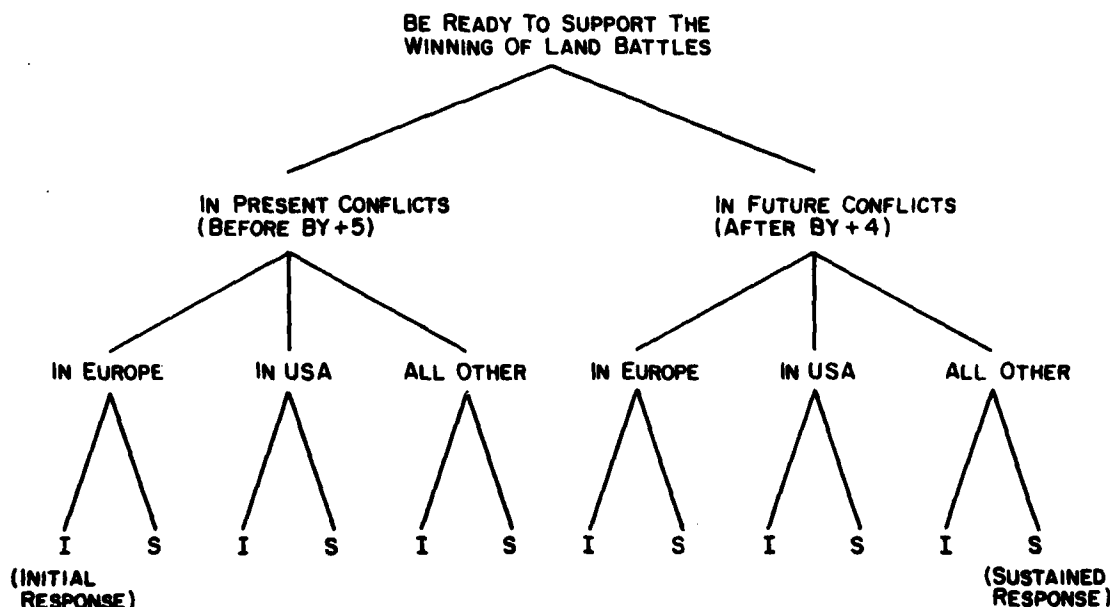 BE READY TO SUPPORT THE
WINNING OF LAND BATTLES
IN PRESENT CONFLICTS
(BEFORE BY+5)
IN FUTURE CONFLICTS
(AFTER BY+4)
IN EUROPE IN USA ALL OTHER IN EUROPE IN USA ALL OTHER
I S I S I S I S I S I S
(INITIAL
RESPONSE)
(SUSTAINED
RESPONSE)